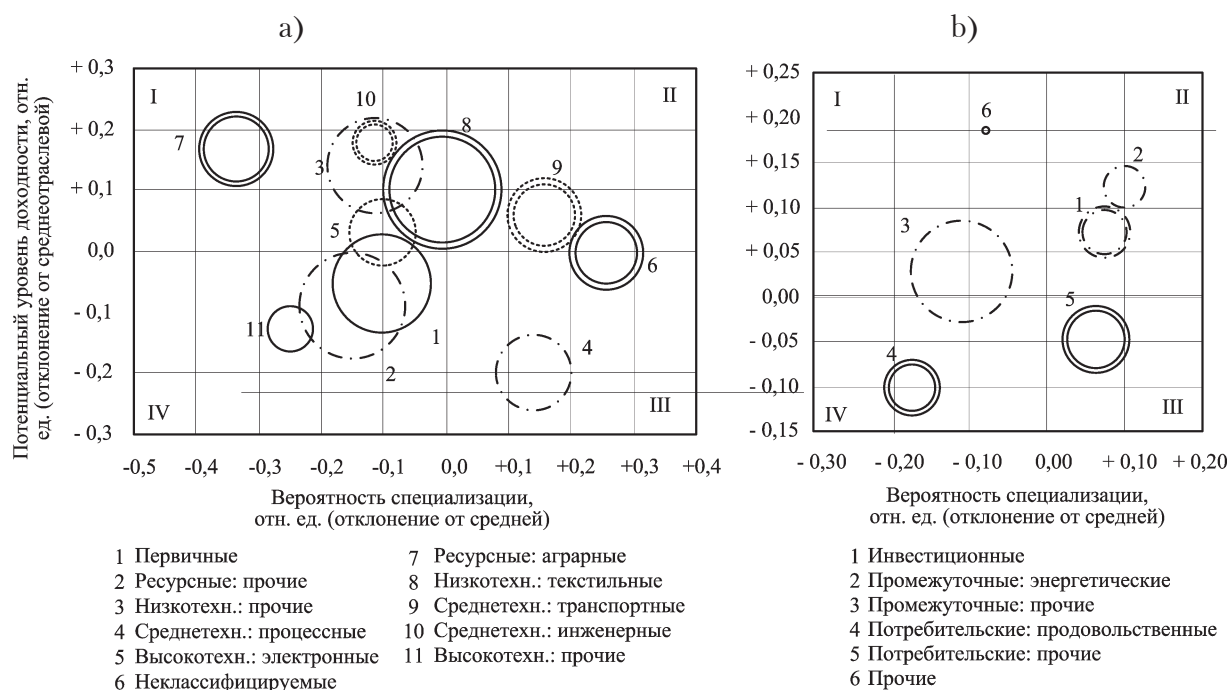 a)
b)
Потенциальный уровень доходности, отн.
ед. (отклонение от среднеотраслевой)
+ 0,3
+ 0,2
+ 0,1
0,0
- 0,1
- 0,2
- 0,3
I
II
III
IV
7
10
3
8
9
5
6
11
1
2
4
-0,5
-0,4
-0,3
-0,2
-0,1
0,0
+0,1
+0,2
+0,3
+0,4
Вероятность специализации,
отн. ед. (отклонение от средней)
1 Первичные
2 Ресурсные: прочие
3 Низкотехн.: прочие
4 Среднетехн.: процессные
5 Высокотехн.: электронные
6 Неклассифицируемые
7 Ресурсные: аграрные
8 Низкотехн.: текстильные
9 Среднетехн.: транспортные
10 Среднетехн.: инженерные
11 Высокотехн.: прочие
+ 0,25
+ 0,20
+ 0,15
+ 0,10
+ 0,05
0,00
- 0,05
- 0,10
- 0,15
I
II
III
IV
6
2
1
3
5
4
- 0,30
- 0,20
- 0,10
0,00
+ 0,10
+ 0,20
Вероятность специализации,
отн. ед. (отклонение от средней)
1 Инвестиционные
2 Промежуточные: энергетические
3 Промежуточные: прочие
4 Потребительские: продовольственные
5 Потребительские: прочие
6 Прочие